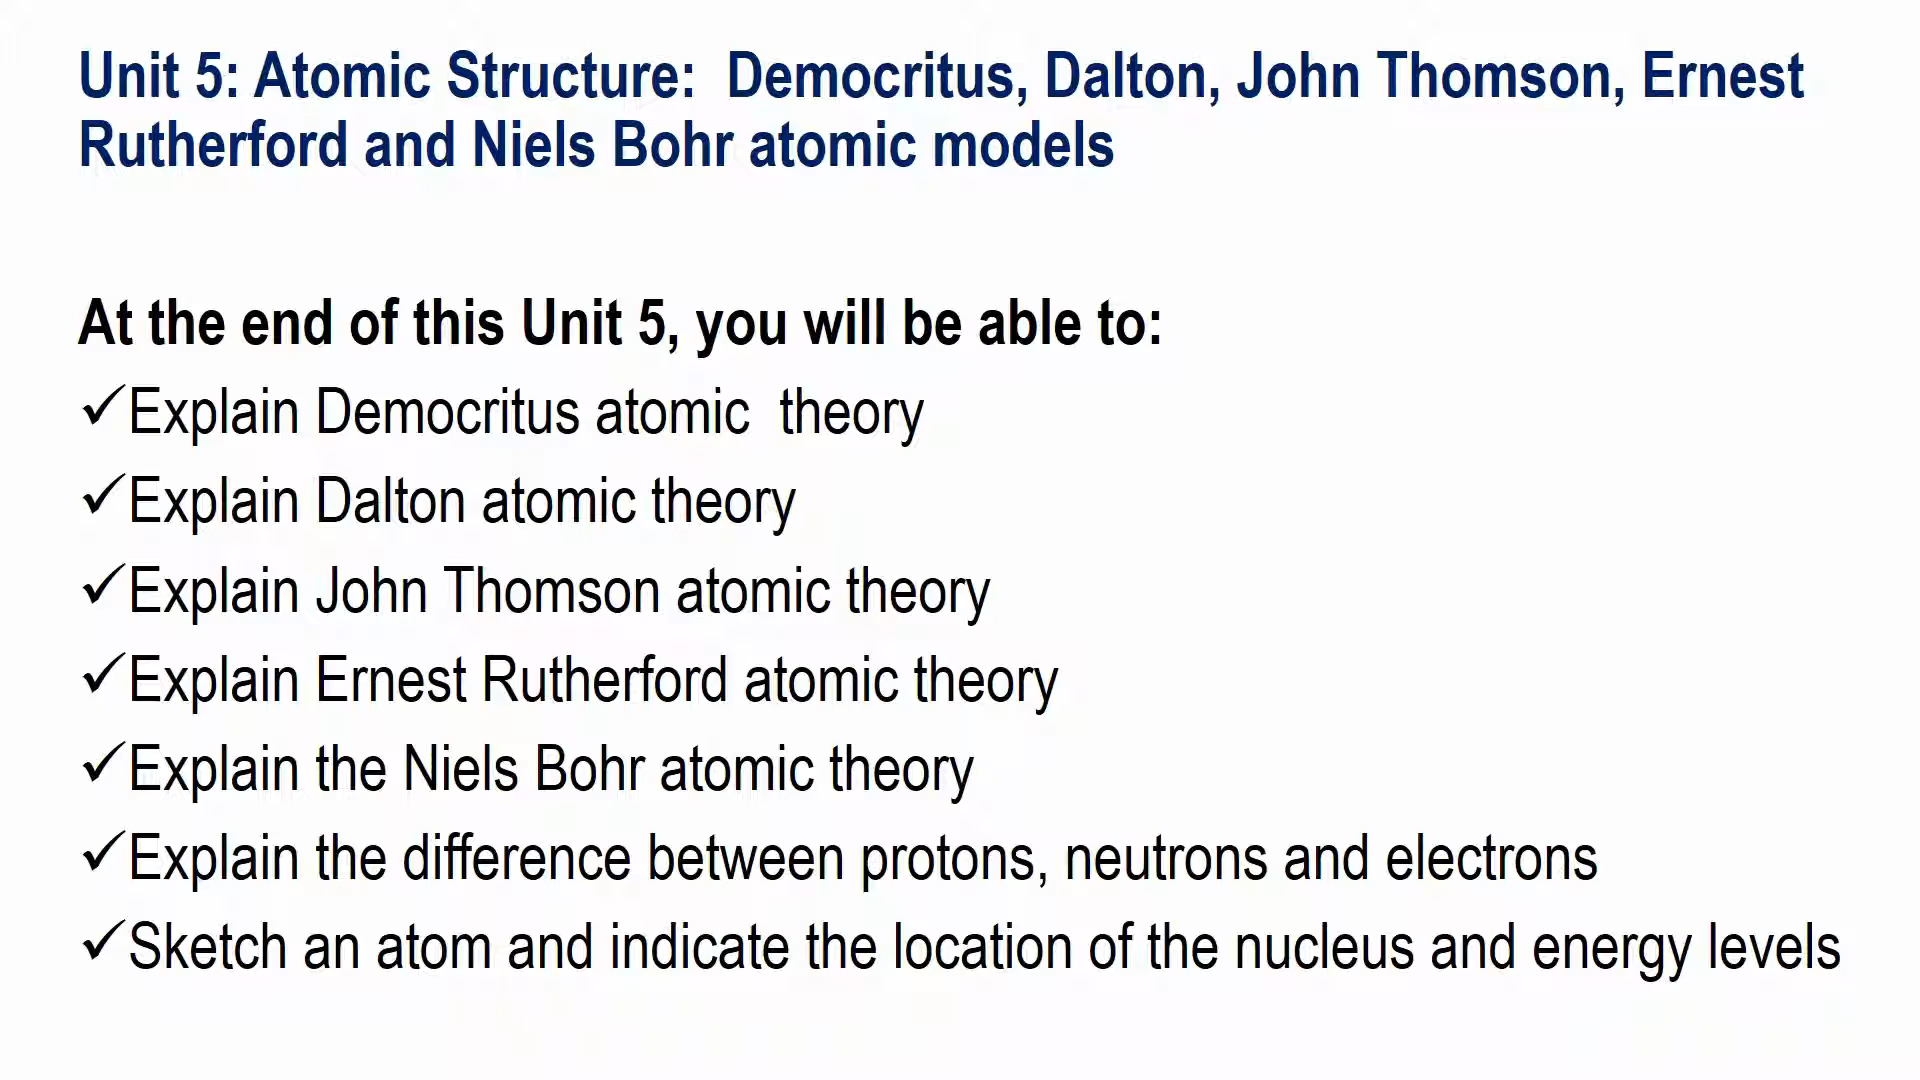 Unit 5: Atomic Structure:  Democritus, Dalton, John Thomson, Ernest
Rutherford and Niels Bohr atomic models
At the end of this Unit 5, you will be able to:
✓Explain Democritus atomic  theory
✓Explain Dalton atomic theory
✓Explain John Thomson atomic theory
✓Explain Ernest Rutherford atomic theory
✓Explain the Niels Bohr atomic theory
✓Explain the difference between protons, neutrons and electrons
✓Sketch an atom and indicate the location of the nucleus and energy levels